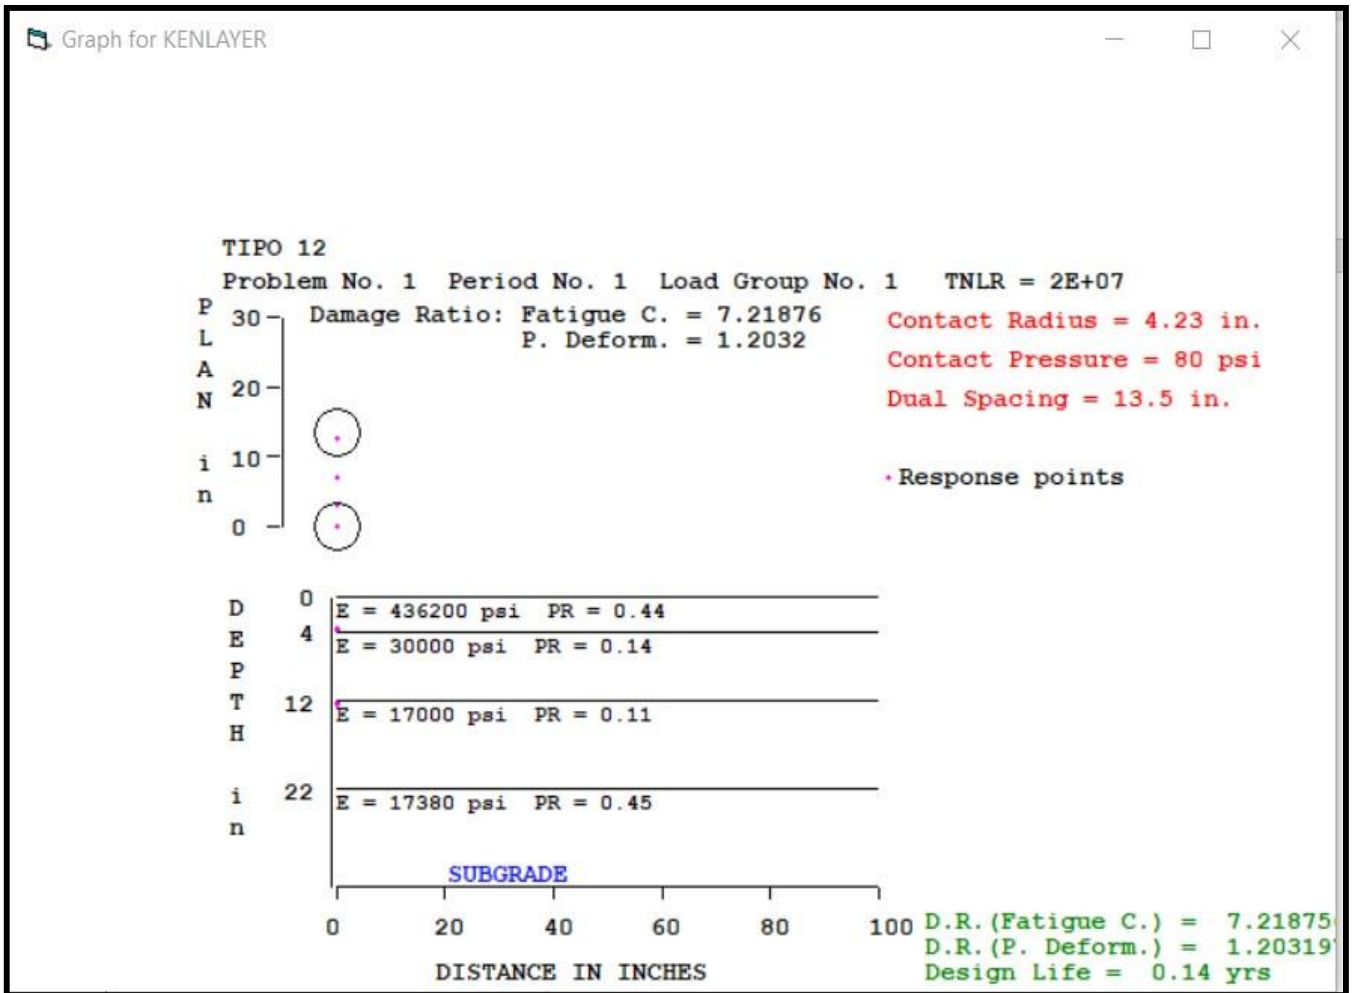 Graph for KENLAYER
TIPO 12
Problem No. 1 Period No. 1 Load Group No. 1 TNLR = 2E+07
PLAN in
30
20
10
0
Damage Ratio: Fatigue C. = 7.21876
P. Deform. = 1.2032
Contact Radius = 4.23 in.
Contact Pressure = 80 psi
Dual Spacing = 13.5 in.
Response points
DEPTH in
0
E = 436200 psi PR = 0.44
4
E = 30000 psi PR = 0.14
12
E = 17000 psi PR = 0.11
22
E = 17380 psi PR = 0.45
SUBGRADE
0 20 40 60 80 100
DISTANCE IN INCHES
D.R.(Fatigue C.) = 7.21875
D.R.(P. Deform.) = 1.20319
Design Life = 0.14 yrs